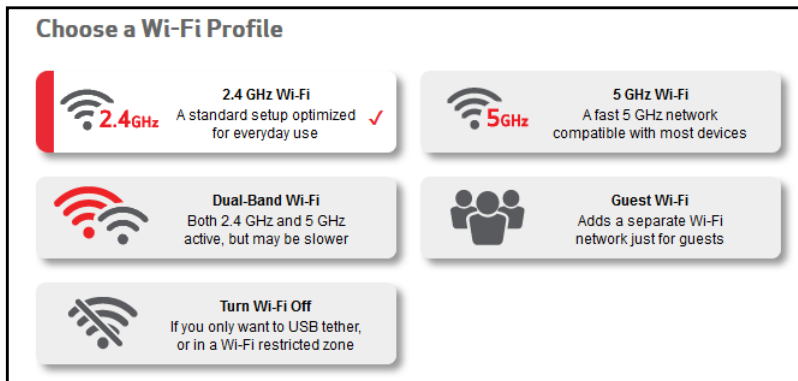 Choose a Wi-Fi Profile
2.4GHz
2.4 GHz Wi-Fi
A standard setup optimized
for everyday use
5GHz
5 GHz Wi-Fi
A fast 5 GHz network
compatible with most devices
Dual-Band Wi-Fi
Both 2.4 GHz and 5 GHz
active, but may be slower
Guest Wi-Fi
Adds a separate Wi-Fi
network just for guests
Turn Wi-Fi Off
If you only want to USB tether,
or in a Wi-Fi restricted zone